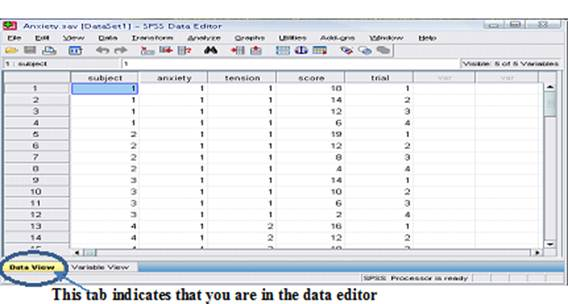 Anxiety.sav [DataSet1] - SPSS Data Editor
File Edit View Data Transform Analyze Graphs Utilities Add-ons Window Help
1 : subject 1 Visible: 5 of 5 Variables
subject anxiety tension score trial var var
1 1 1 1 18 1
2 1 1 1 14 2
3 1 1 1 12 3
4 1 1 1 6 4
5 2 1 1 19 1
6 2 1 1 12 2
7 2 1 1 8 3
8 2 1 1 4 4
9 3 1 1 14 1
10 3 1 1 10 2
11 3 1 1 6 3
12 3 1 1 2 4
13 4 1 2 16 1
14 4 1 2 12 2
Data View Variable View
SPSS Processor is ready
This tab indicates that you are in the data editor